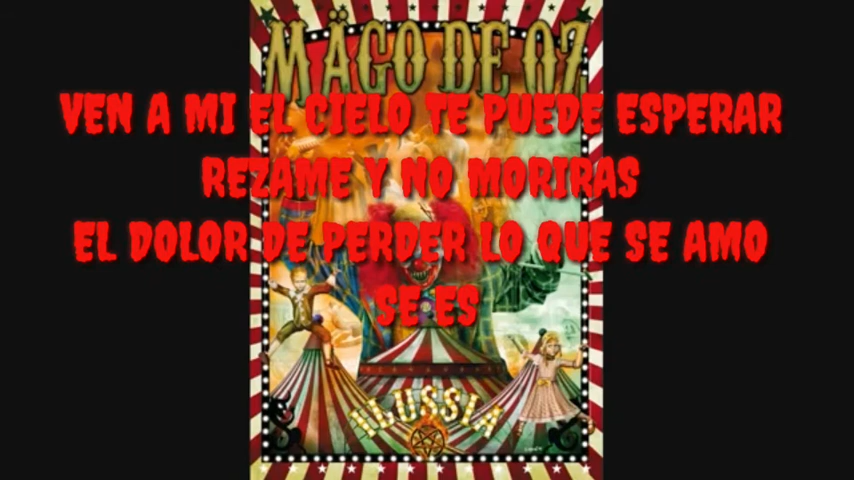 MÄGO DE OZ
VEN A MI EL CIELO TE PUEDE ESPERAR
REZAME Y NO MORIRAS
EL DOLOR DE PERDER LO QUE SE AMO
SE ES
ILUSSIA